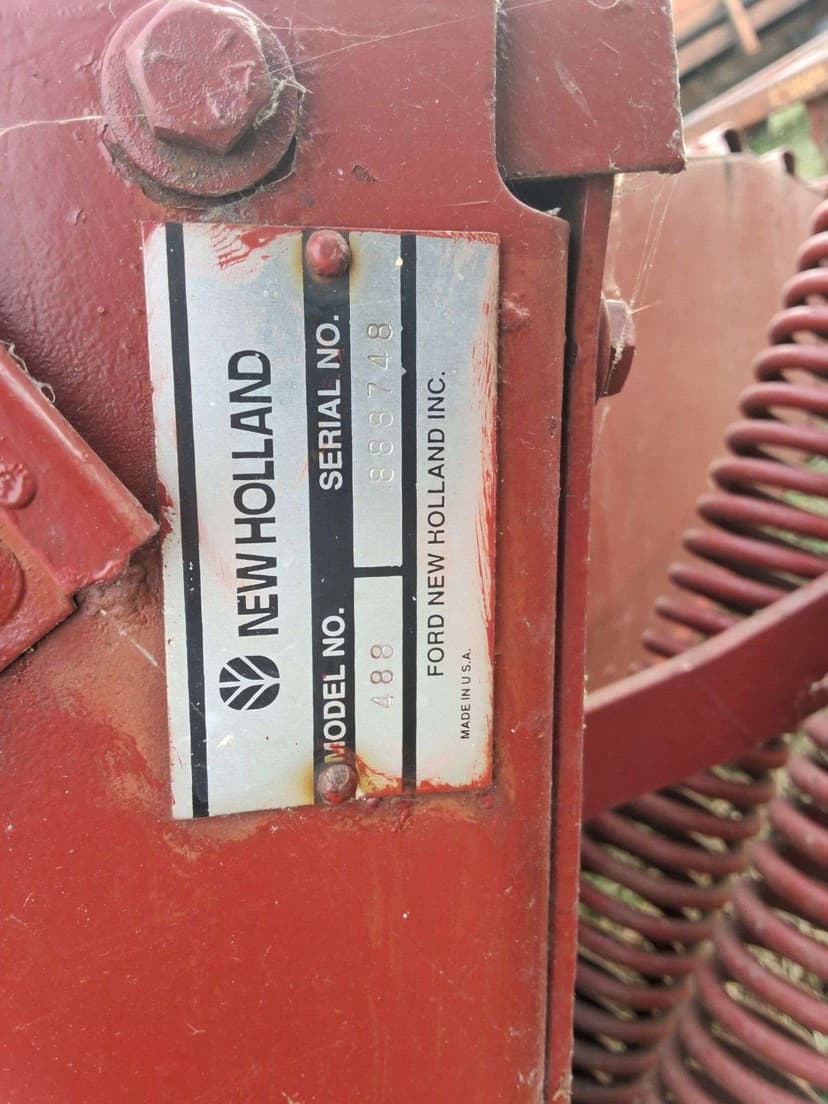 NEW HOLLAND
MODEL NO. SERIAL NO.
488 888748
FORD NEW HOLLAND INC.
MADE IN U.S.A.